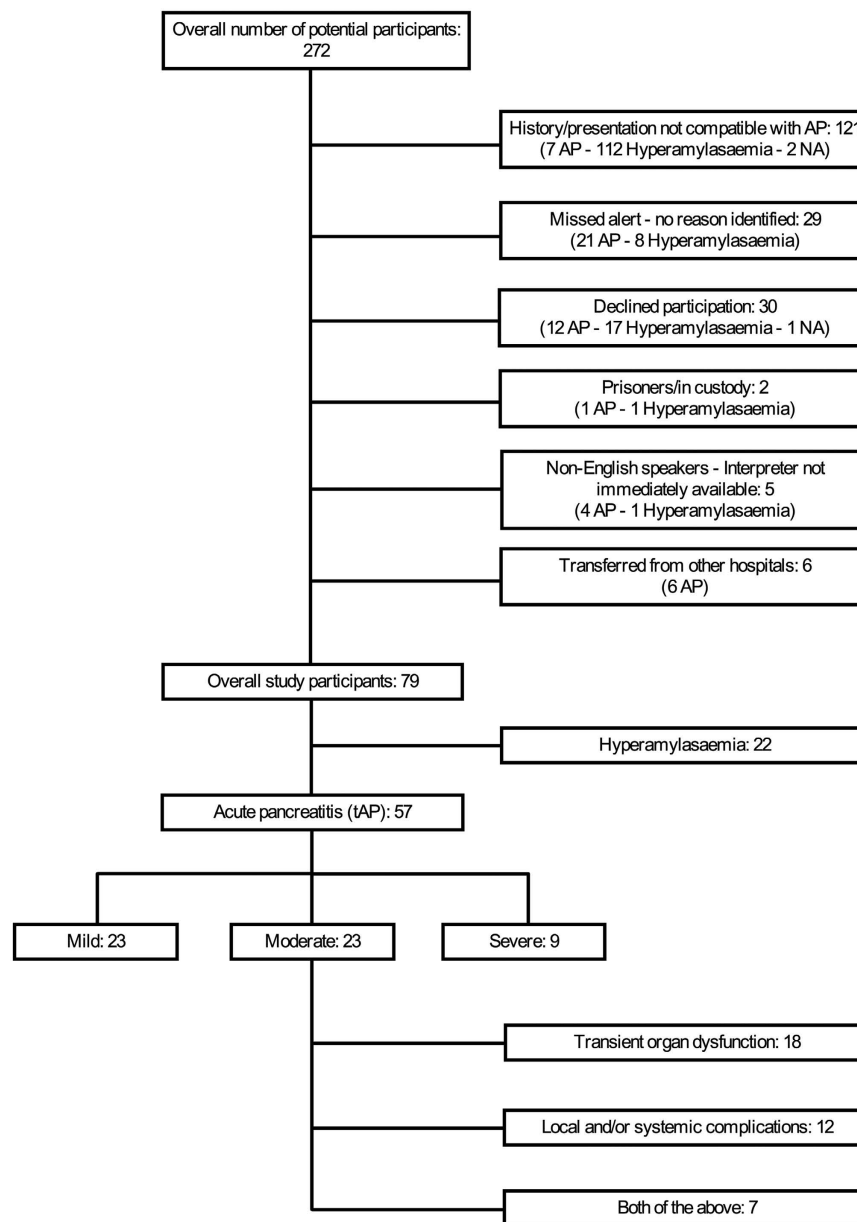 Overall number of potential participants:
272
History/presentation not compatible with AP: 121
(7 AP - 112 Hyperamylasaemia - 2 NA)
Missed alert - no reason identified: 29
(21 AP - 8 Hyperamylasaemia)
Declined participation: 30
(12 AP - 17 Hyperamylasaemia - 1 NA)
Prisoners/in custody: 2
(1 AP - 1 Hyperamylasaemia)
Non-English speakers - Interpreter not
immediately available: 5
(4 AP - 1 Hyperamylasaemia)
Transferred from other hospitals: 6
(6 AP)
Overall study participants: 79
Hyperamylasaemia: 22
Acute pancreatitis (tAP): 57
Mild: 23
Moderate: 23
Severe: 9
Transient organ dysfunction: 18
Local and/or systemic complications: 12
Both of the above: 7